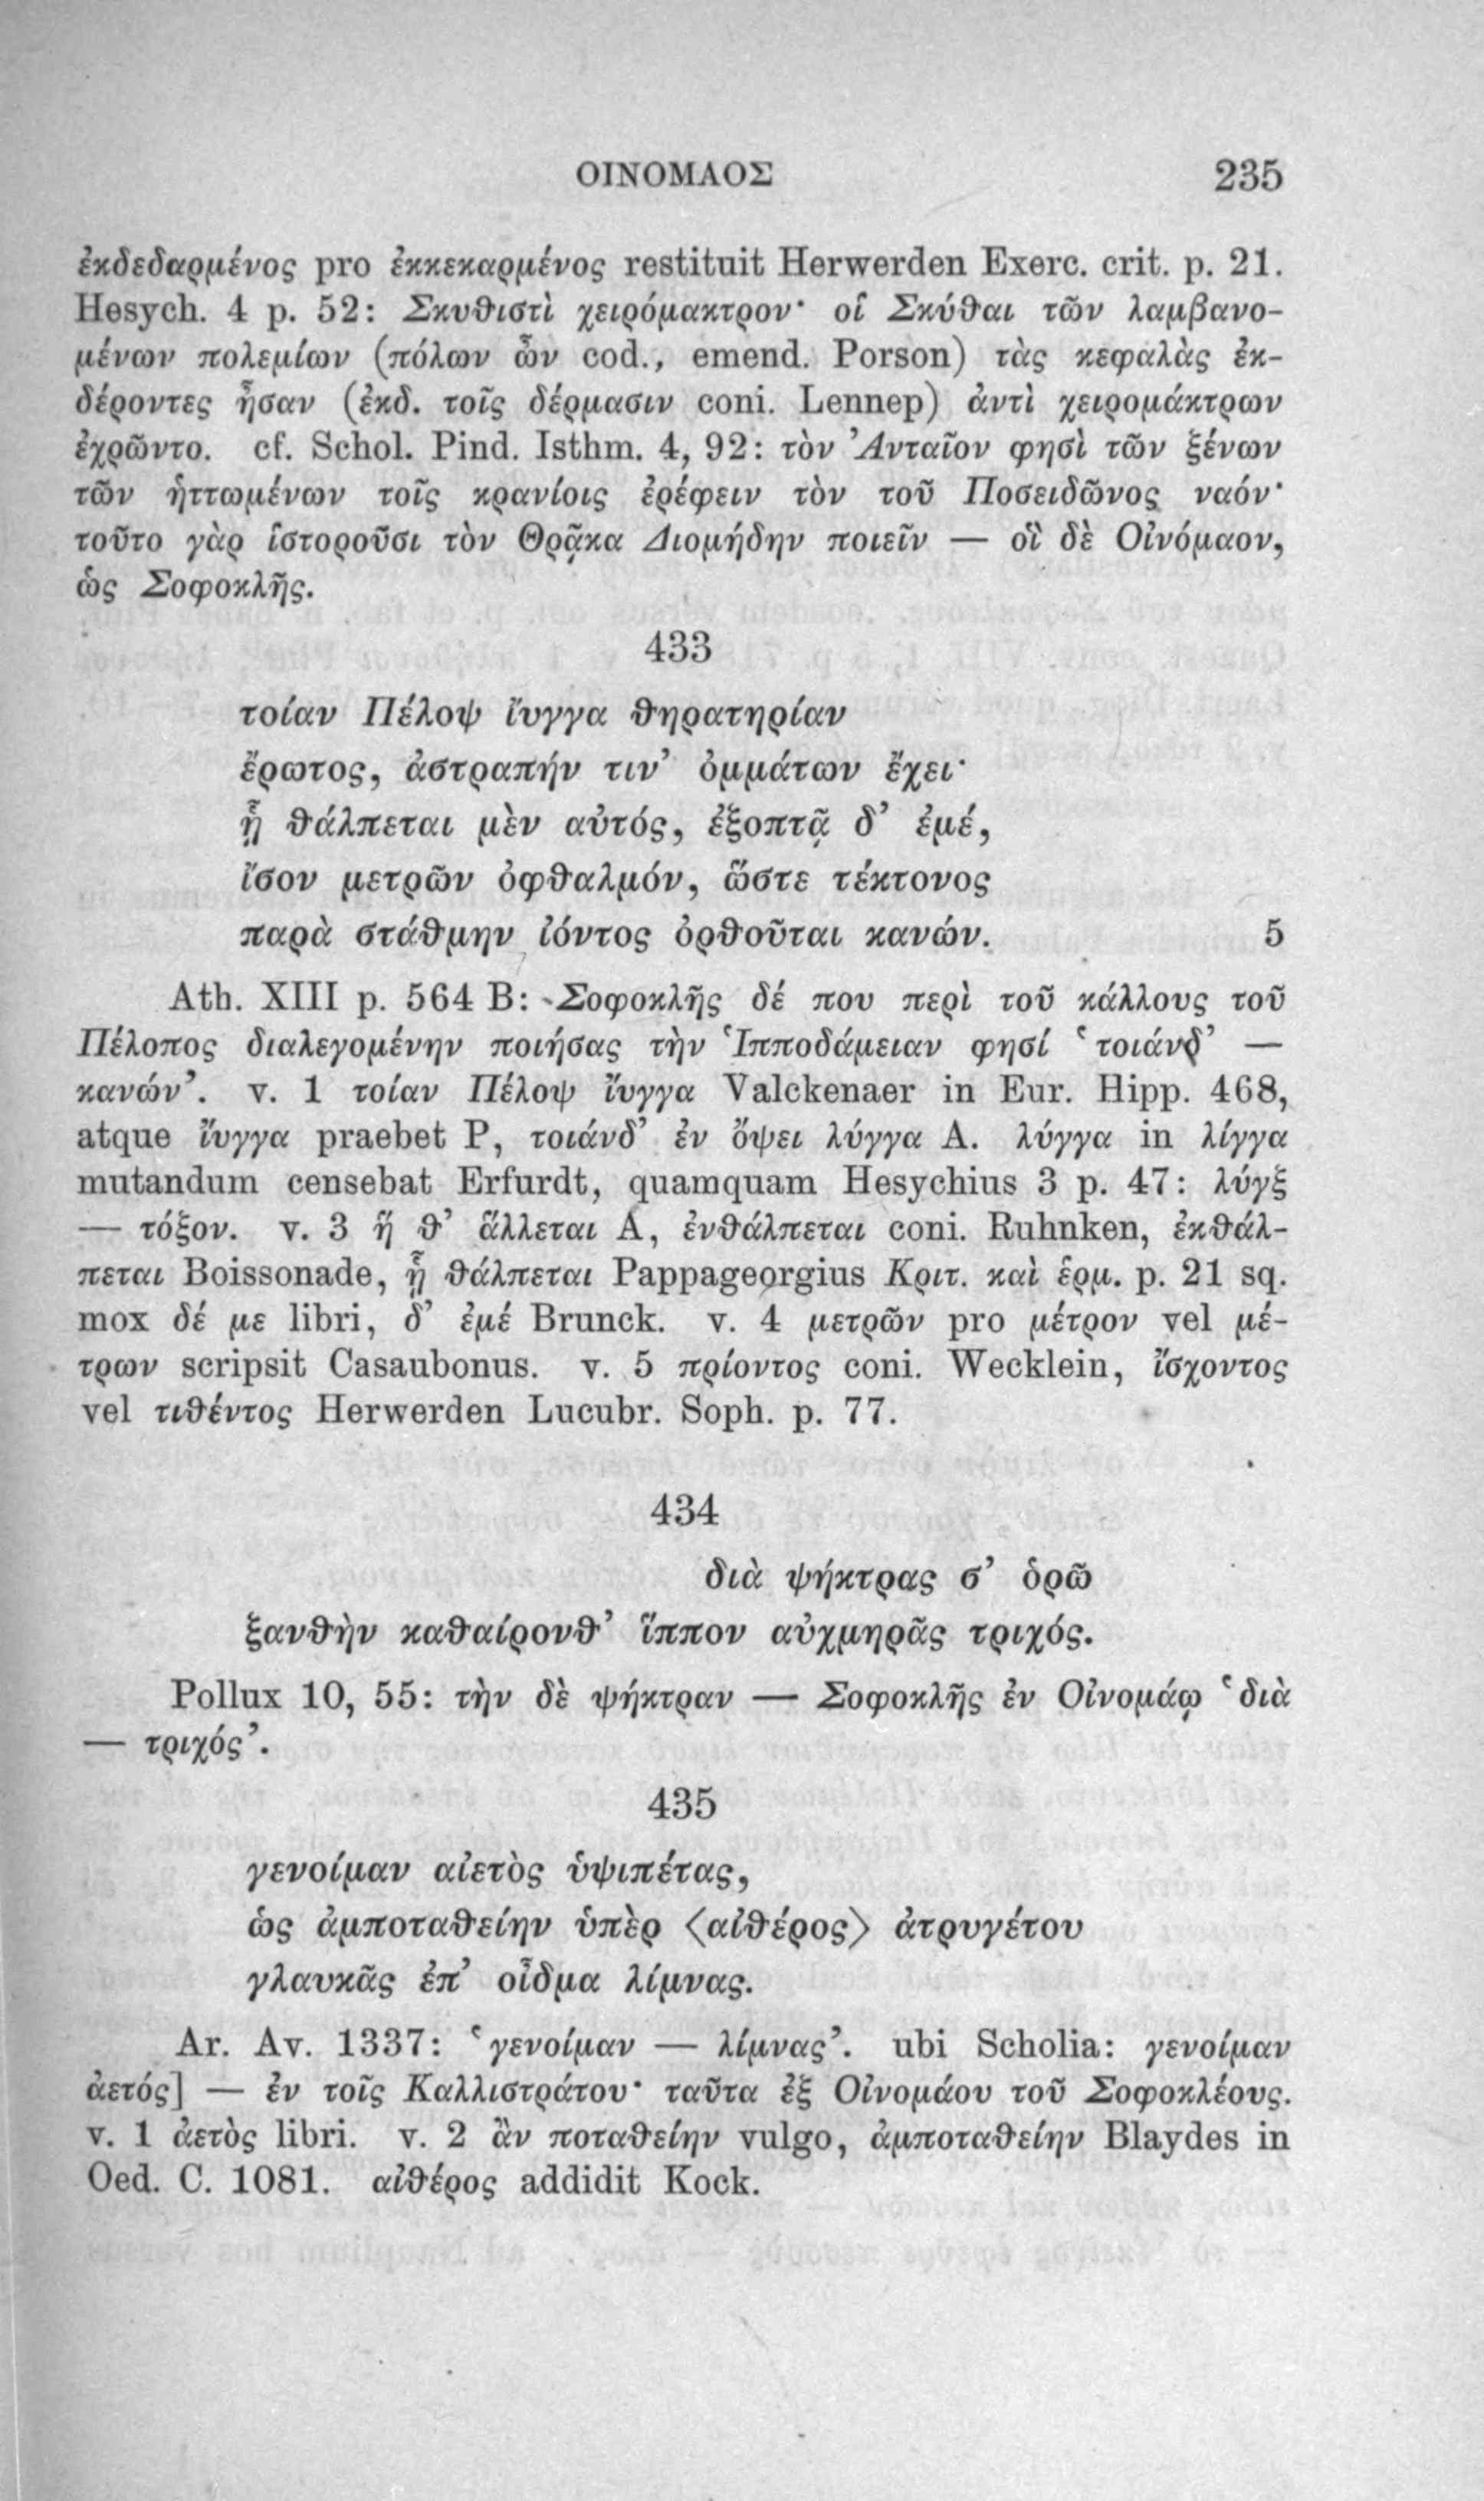 ΟΙΝΟΜΑΟΣ 235
ἐκδεδαρμένος pro ἐκκεκαρμένος restituit Herwerden Exerc. crit. p. 21.
Hesych. 4 p. 52: Σκυθιστὶ χειρόμακτρον· οἱ Σκύθαι τῶν λαμβανο-
μένων πολεμίων (πόλων ὧν cod., emend. Porson) τὰς κεφαλὰς ἐκ-
δέροντες ἦσαν (ἐκδ. τοῖς δέρμασιν coni. Lennep) ἀντὶ χειρομάκτρων
ἐχρῶντο. cf. Schol. Pind. Isthm. 4, 92: τὸν Ἀνταῖον φησὶ τῶν ξένων
τῶν ἡττωμένων τοῖς κρανίοις ἐρέφειν τὸν τοῦ Ποσειδῶνος ναόν·
τοῦτο γὰρ ἱστοροῦσι τὸν Θρᾷκα Διομήδην ποιεῖν — οἳ δὲ Οἰνόμαον,
ὡς Σοφοκλῆς.
433
τοίαν Πέλοψ ἴυγγα θηρατηρίαν
ἔρωτος, ἀστραπήν τιν’ ὀμμάτων ἔχει·
ᾗ θάλπεται μὲν αὐτός, ἐξοπτᾷ δ’ ἐμέ,
ἴσον μετρῶν ὀφθαλμόν, ὥστε τέκτονος
παρὰ στάθμην ἰόντος ὀρθοῦται κανών. 5
Ath. XIII p. 564 B: Σοφοκλῆς δέ που περὶ τοῦ κάλλους τοῦ
Πέλοπος διαλεγομένην ποιήσας τὴν Ἱπποδάμειαν φησί ‘τοιάνδ’ —
κανών’. v. 1 τοίαν Πέλοψ ἴυγγα Valckenaer in Eur. Hipp. 468,
atque ἴυγγα praebet P, τοιάνδ’ ἐν ὄψει λύγγα A. λύγγα in λίγγα
mutandum censebat Erfurdt, quamquam Hesychius 3 p. 47: λύγξ
— τόξον. v. 3 ἤ θ’ ἅλλεται A, ἐνθάλπεται coni. Ruhnken, ἐκθάλ-
πεται Boissonade, ᾗ θάλπεται Pappageorgius Κριτ. καὶ ἑρμ. p. 21 sq.
mox δέ με libri, δ’ ἐμέ Brunck. v. 4 μετρῶν pro μέτρον vel μέ-
τρων scripsit Casaubonus. v. 5 πρίοντος coni. Wecklein, ἴσχοντος
vel τιθέντος Herwerden Lucubr. Soph. p. 77.
434
διὰ ψήκτρας σ’ ὁρῶ
ξανθὴν καθαίρονθ’ ἵππον αὐχμηρᾶς τριχός.
Pollux 10, 55: τὴν δὲ ψήκτραν — Σοφοκλῆς ἐν Οἰνομάῳ ‘διὰ
— τριχός’.
435
γενοίμαν αἰετὸς ὑψιπέτας,
ὡς ἀμποταθείην ὑπὲρ ⟨αἰθέρος⟩ ἀτρυγέτου
γλαυκᾶς ἐπ’ οἶδμα λίμνας.
Ar. Av. 1337: ‘γενοίμαν — λίμνας’. ubi Scholia: γενοίμαν
ἀετός] — ἐν τοῖς Καλλιστράτου· ταῦτα ἐξ Οἰνομάου τοῦ Σοφοκλέους.
v. 1 ἀετὸς libri. v. 2 ἂν ποταθείην vulgo, ἀμποταθείην Blaydes in
Oed. C. 1081. αἰθέρος addidit Kock.